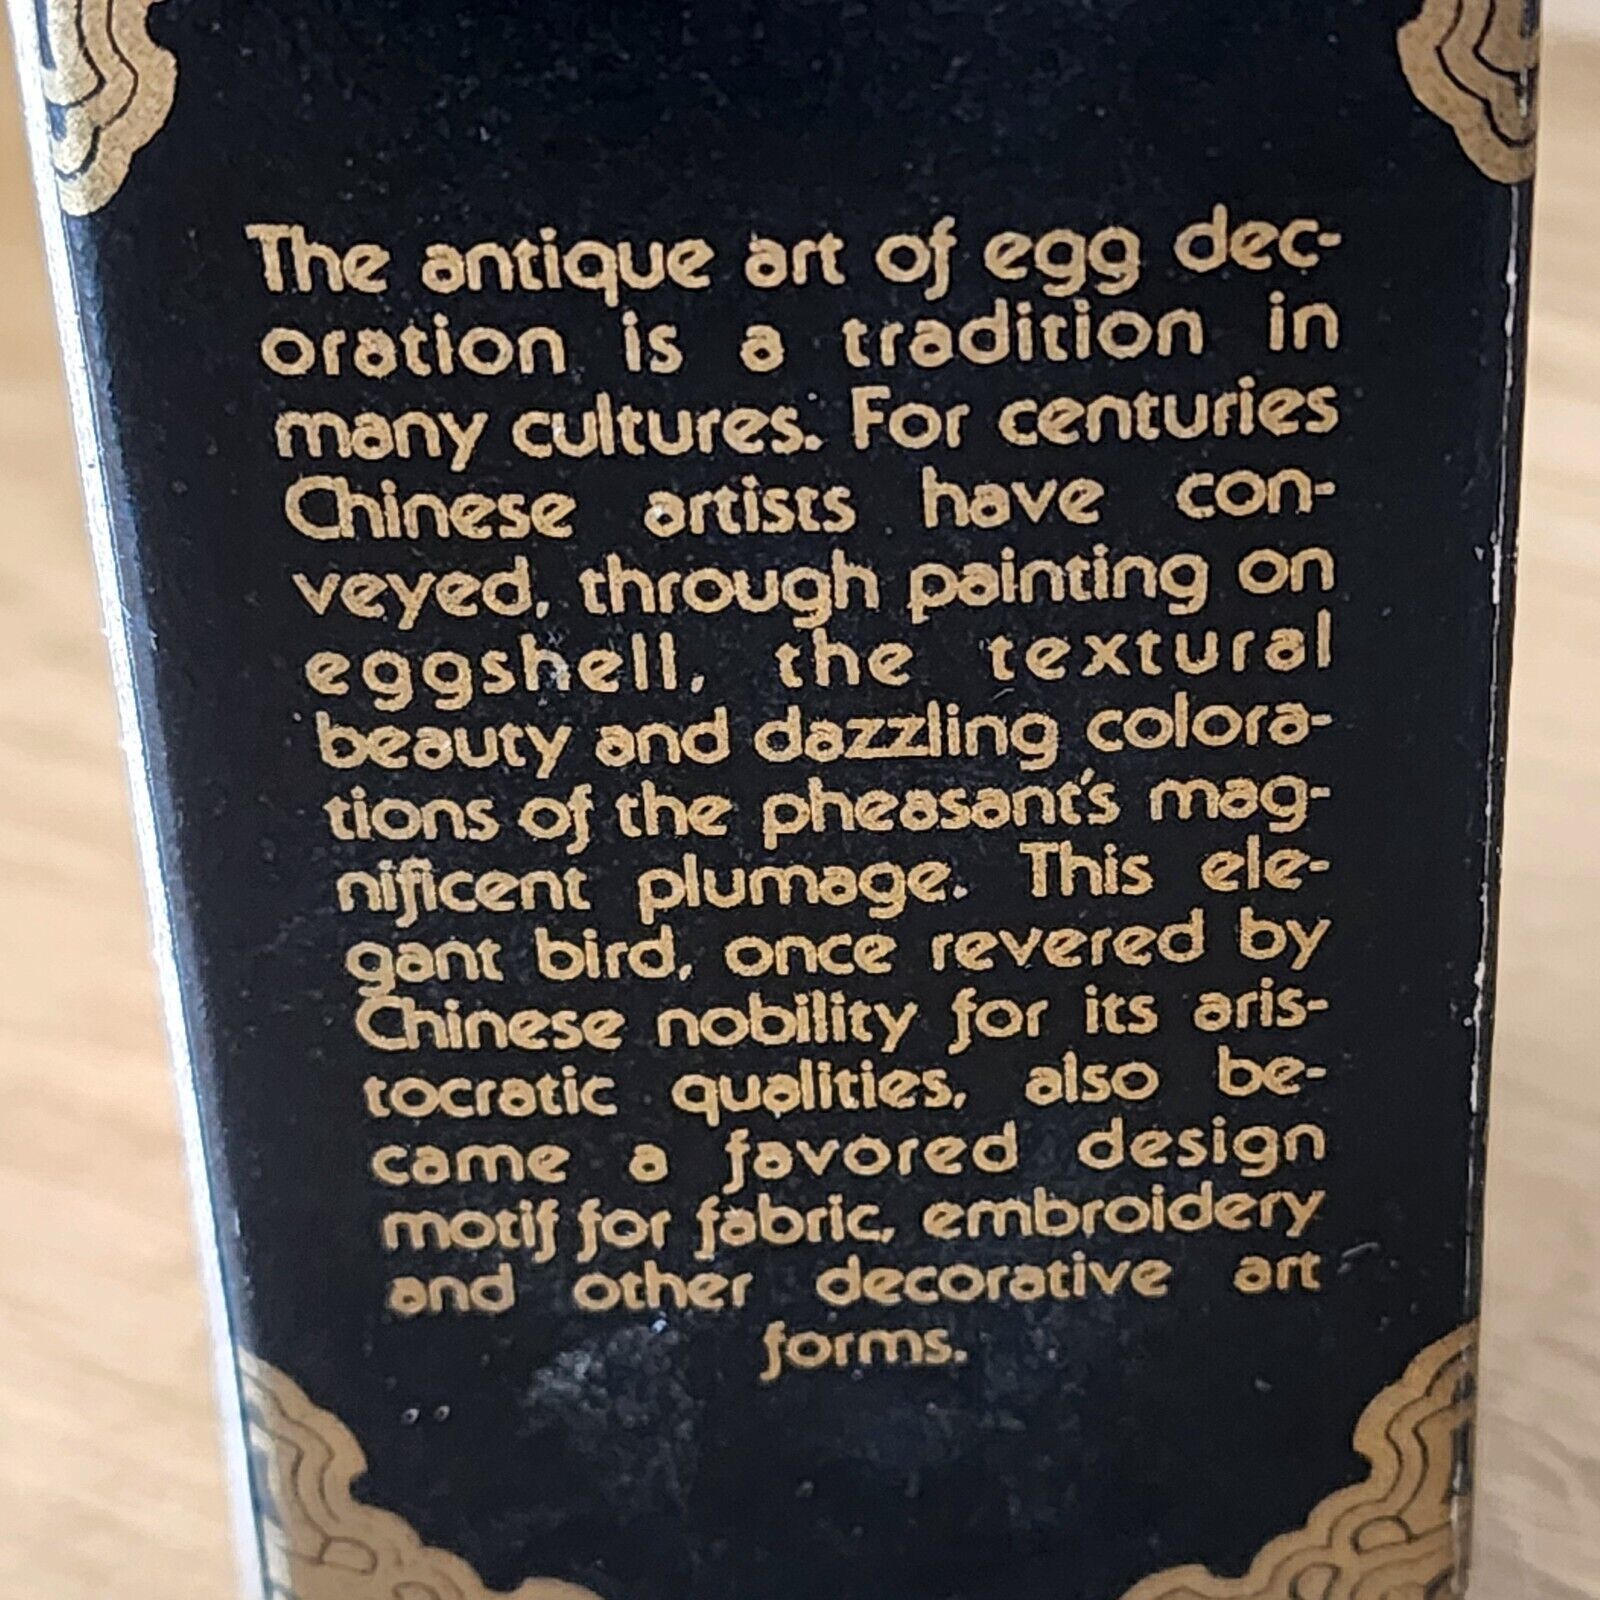 The antique art of egg dec-
oration is a tradition in
many cultures. For centuries
Chinese artists have con-
veyed, through painting on
eggshell, the textural
beauty and dazzling colora-
tions of the pheasant's mag-
nificent plumage. This ele-
gant bird, once revered by
Chinese nobility for its aris-
tocratic qualities, also be-
came a favored design
motif for fabric, embroidery
and other decorative art
forms.